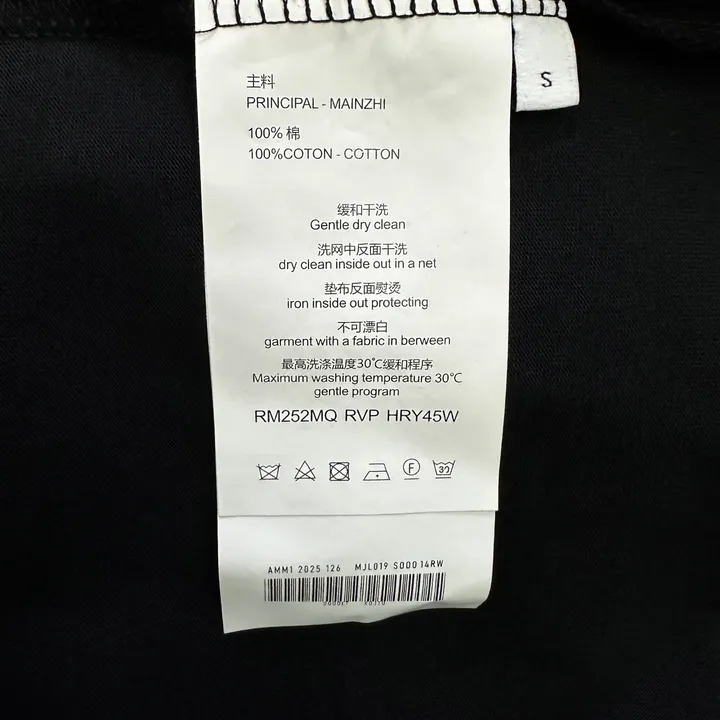 主料
PRINCIPAL - MAINZHI
100% 棉
100%COTON - COTTON
缓和干洗
Gentle dry clean
洗网中反面干洗
dry clean inside out in a net
垫布反面熨烫
iron inside out protecting
不可漂白
garment with a fabric in berween
最高洗涤温度30℃缓和程序
Maximum washing temperature 30℃
gentle program
RM252MQ RVP HRY45W
F
30
AMM1 2025 126 MJL019 S000 14RW
S